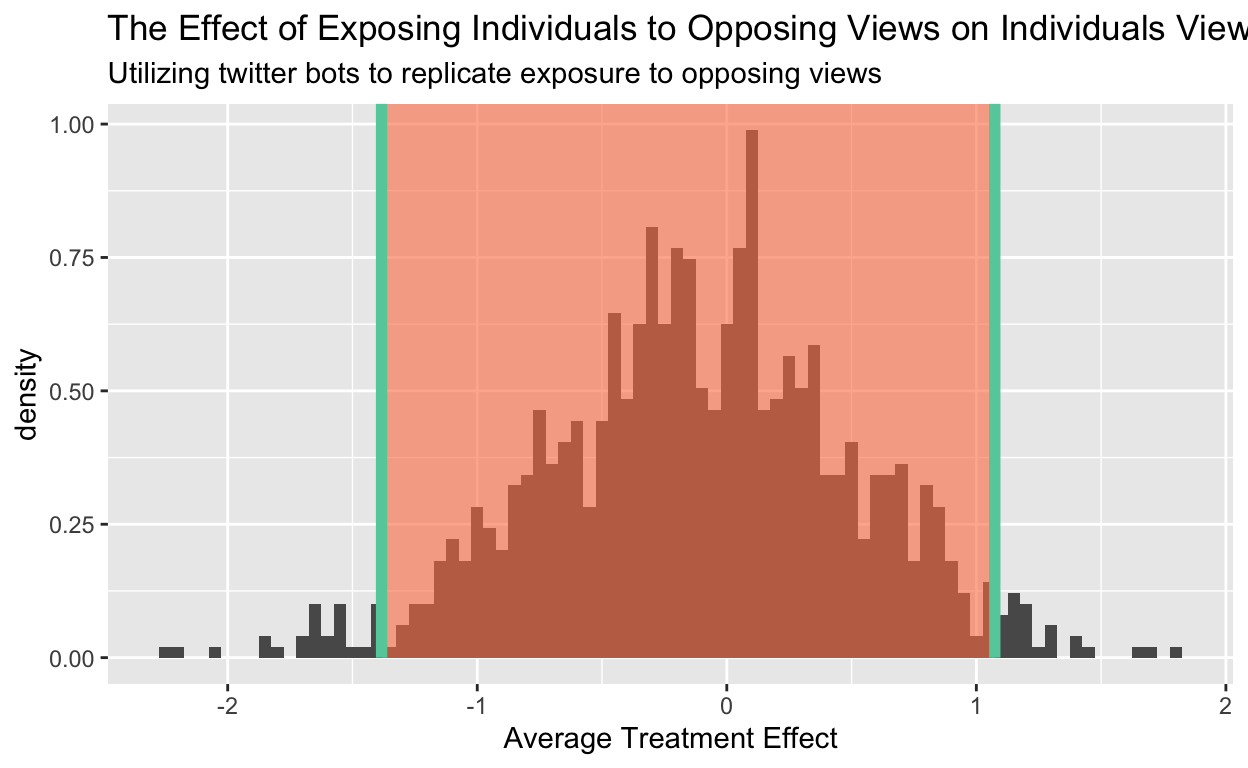 The Effect of Exposing Individuals to Opposing Views on Individuals View
Utilizing twitter bots to replicate exposure to opposing views
1.00
0.75
0.50
0.25
0.00
density
-2
-1
0
1
2
Average Treatment Effect